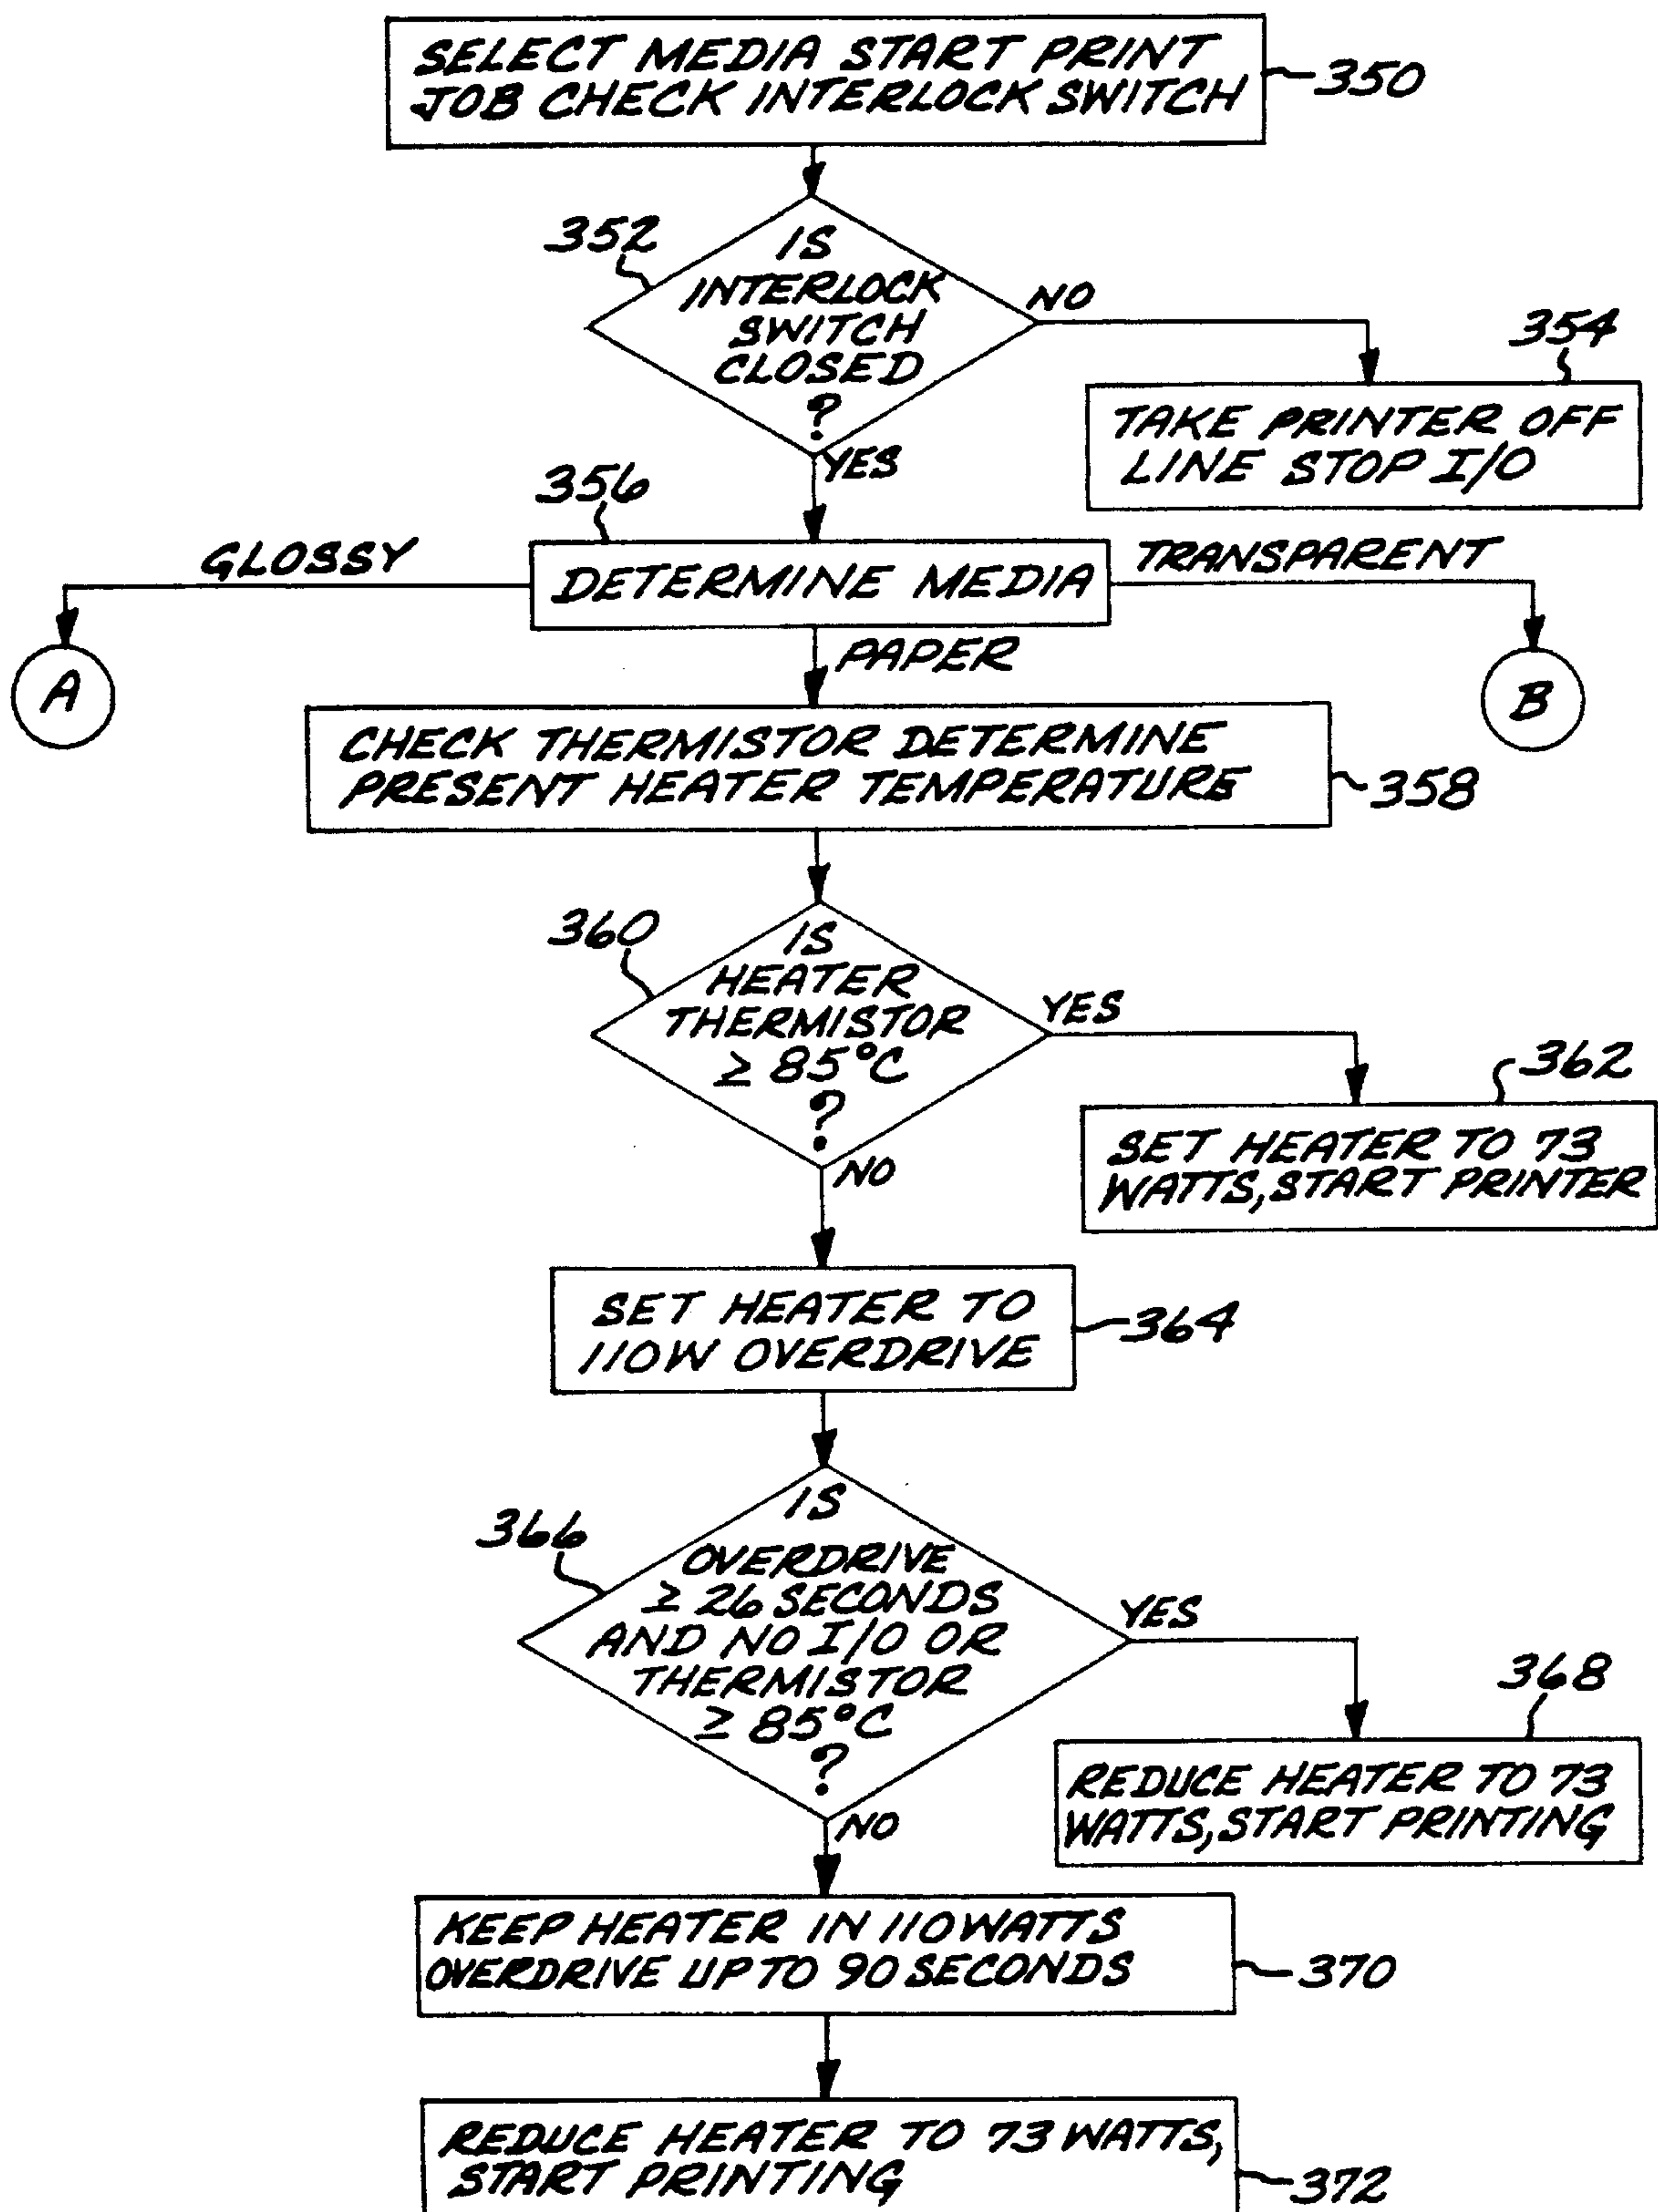 SELECT MEDIA START PRINT
JOB CHECK INTERLOCK SWITCH
350
352
IS
INTERLOCK
SWITCH
CLOSED
?
NO
354
TAKE PRINTER OFF
LINE STOP I/O
YES
356
GLOSSY
DETERMINE MEDIA
TRANSPARENT
A
PAPER
B
CHECK THERMISTOR DETERMINE
PRESENT HEATER TEMPERATURE
358
360
IS
HEATER
THERMISTOR
≥ 85°C
?
YES
362
SET HEATER TO 73
WATTS, START PRINTER
NO
SET HEATER TO
110W OVERDRIVE
364
366
IS
OVERDRIVE
≥ 26 SECONDS
AND NO I/O OR
THERMISTOR
≥ 85°C
?
YES
368
REDUCE HEATER TO 73
WATTS, START PRINTING
NO
KEEP HEATER IN 110 WATTS
OVERDRIVE UP TO 90 SECONDS
370
REDUCE HEATER TO 73 WATTS,
START PRINTING
372